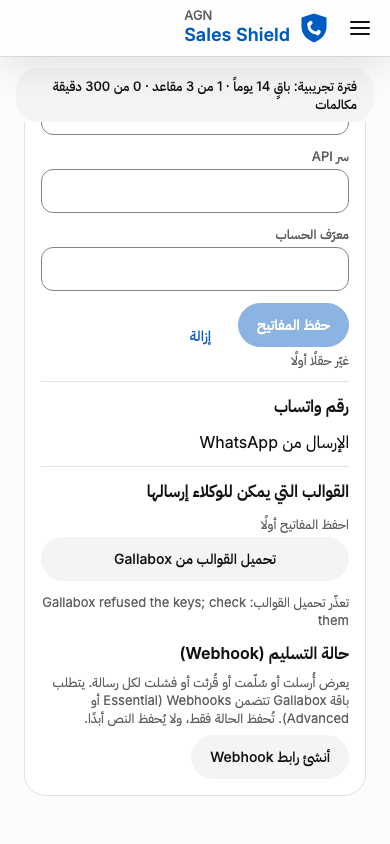 AGN
Sales Shield
فترة تجريبية: باقٍ 14 يوماً · 1 من 3 مقاعد · 0 من 300 دقيقة
مكالمات
سر API
معرّف الحساب
حفظ المفاتيح
إزالة
غيّر حقلًا أولًا
رقم واتساب
الإرسال من WhatsApp
القوالب التي يمكن للوكلاء إرسالها
احفظ المفاتيح أولًا
تحميل القوالب من Gallabox
تعذّر تحميل القوالب: Gallabox refused the keys; check
them
حالة التسليم (Webhook)
يعرض أُرسلت أو سُلّمت أو قُرئت أو فشلت لكل رسالة. يتطلب
باقة Gallabox تتضمن Webhooks (Essential أو
Advanced). تُحفظ الحالة فقط، ولا يُحفظ النص أبدًا.
أنشئ رابط Webhook